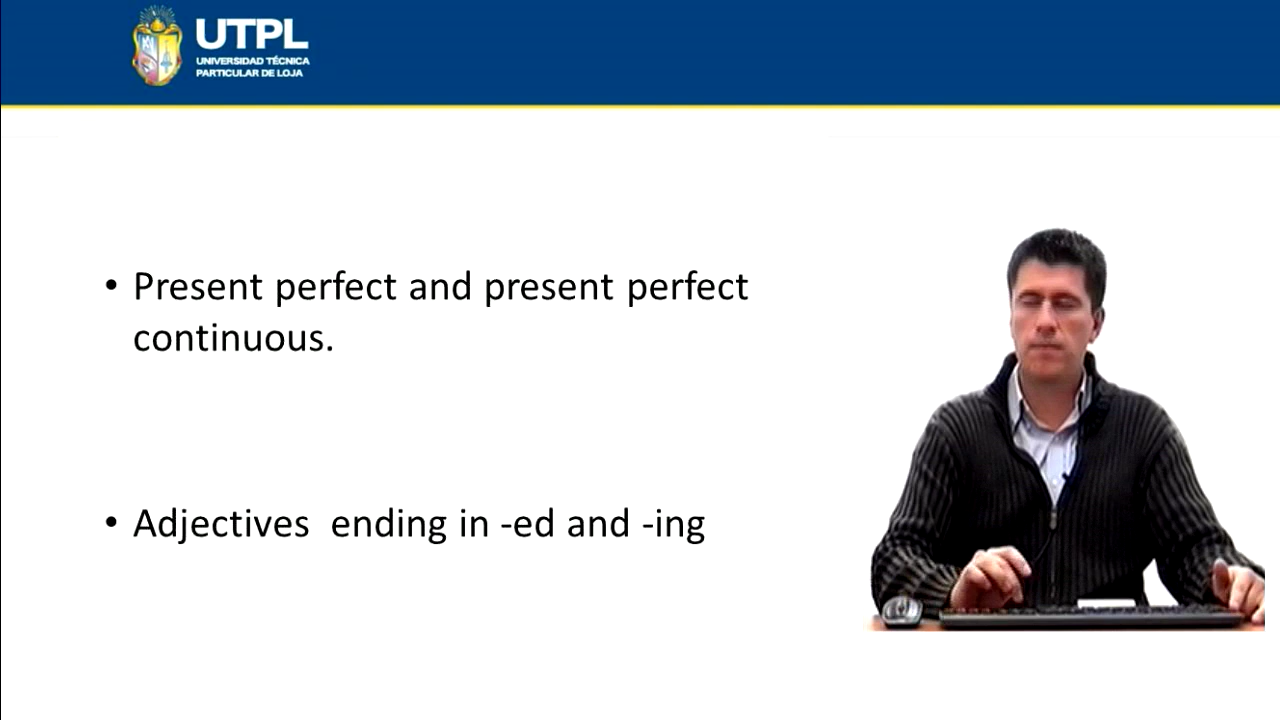 UTPL
UNIVERSIDAD TÉCNICA
PARTICULAR DE LOJA
• Present perfect and present perfect
continuous.
• Adjectives ending in -ed and -ing